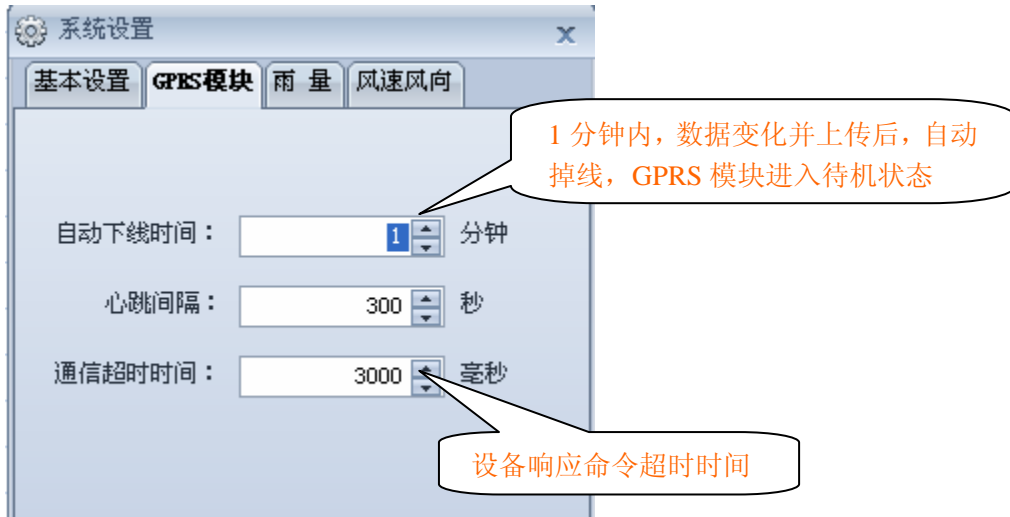 系统设置 x
基本设置 GPRS模块 雨 量 风速风向
1 分钟内，数据变化并上传后，自动
掉线，GPRS 模块进入待机状态
自动下线时间： 1 分钟
心跳间隔： 300 秒
通信超时时间： 3000 毫秒
设备响应命令超时时间